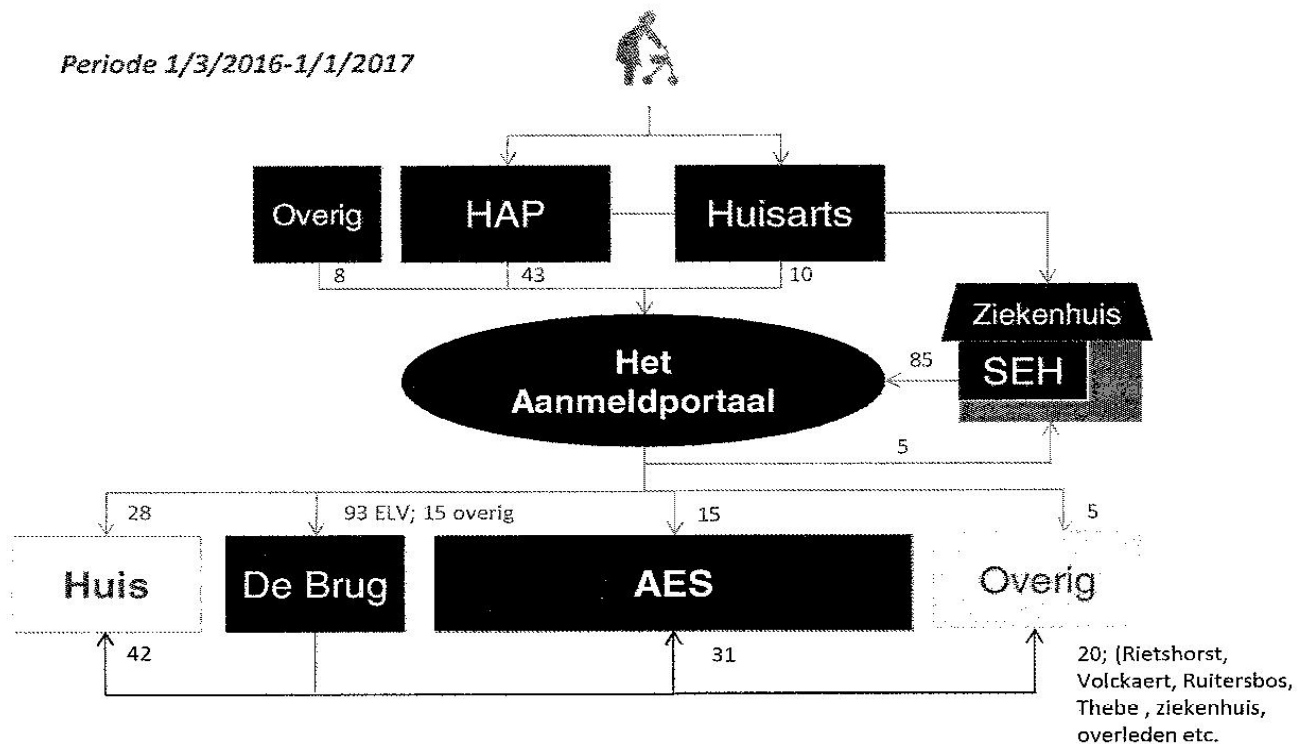 Periode 1/3/2016-1/1/2017
Overig
HAP
Huisarts
8
43
10
Ziekenhuis
SEH
Het
Aanmeldportaal
85
5
28
93 ELV; 15 overig
15
5
Huis
De Brug
AES
Overig
42
31
20; (Rietshorst,
Volckaert, Ruitersbos,
Thebe , ziekenhuis,
overleden etc.